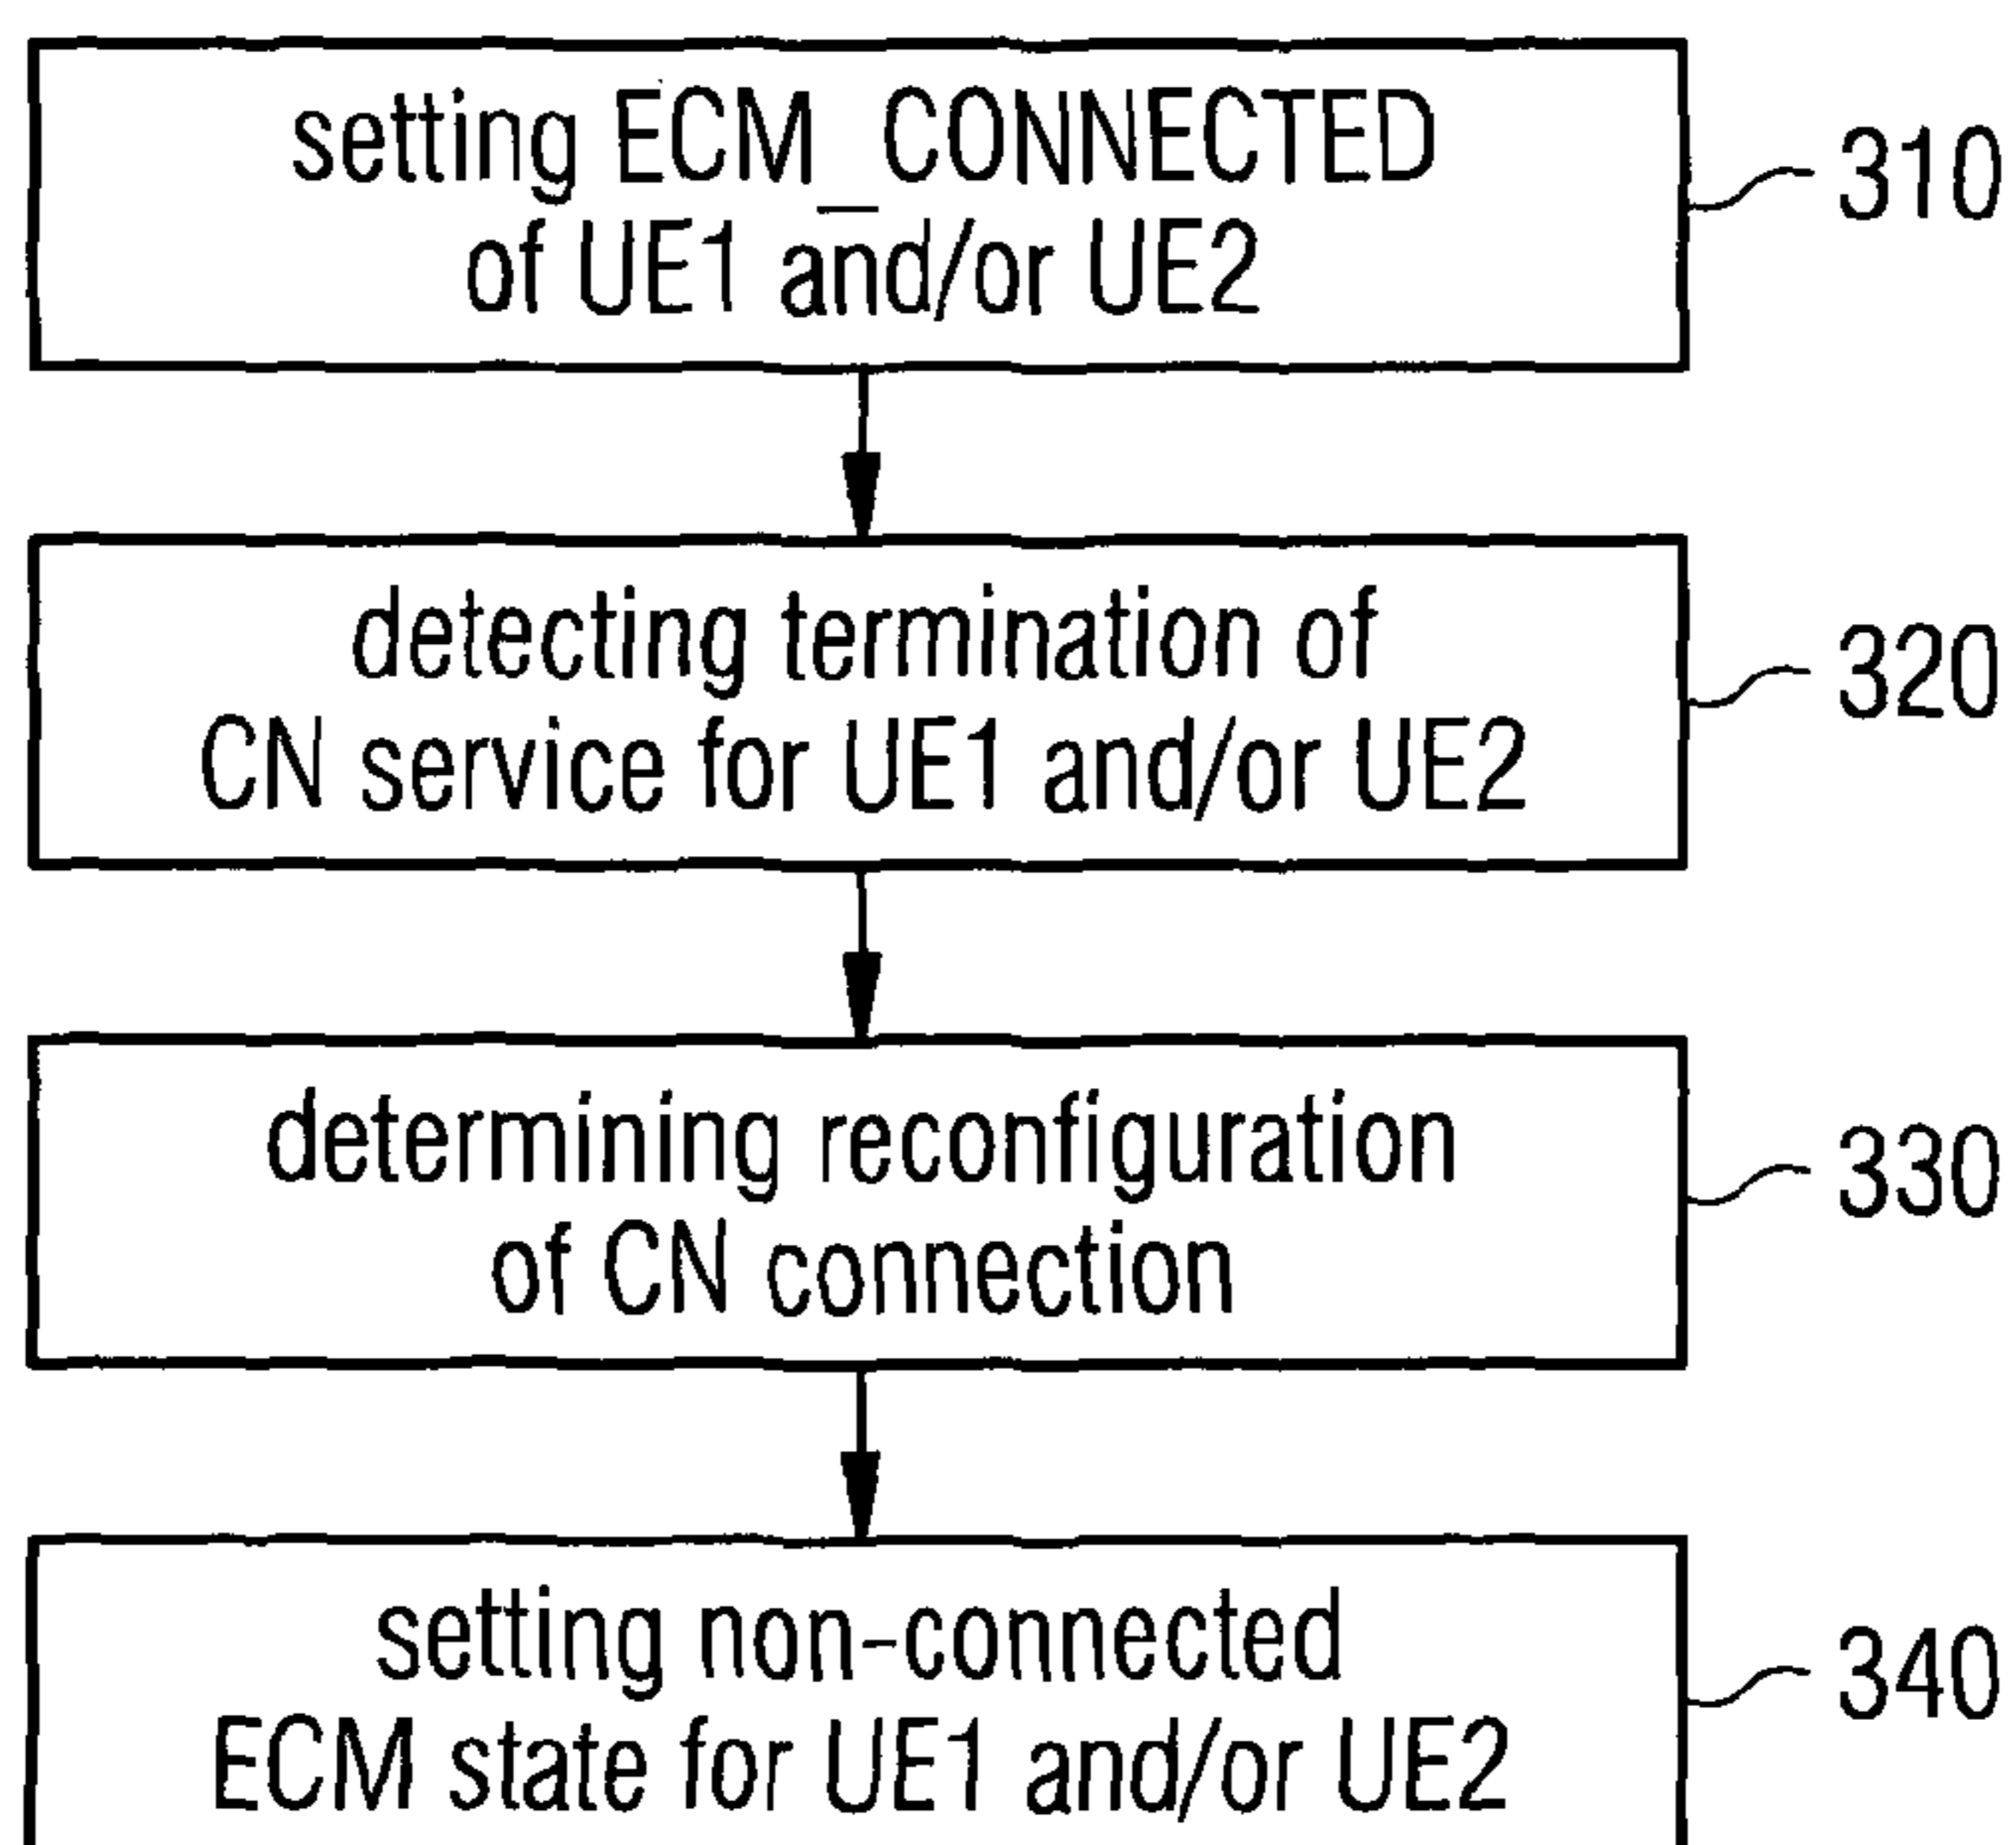 setting ECM_CONNECTED
of UE1 and/or UE2
310
detecting termination of
CN service for UE1 and/or UE2
320
determining reconfiguration
of CN connection
330
setting non-connected
ECM state for UE1 and/or UE2
340